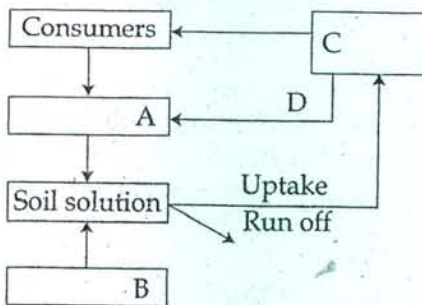 Consumers
C
D
A
Uptake
Soil solution
Run off
B